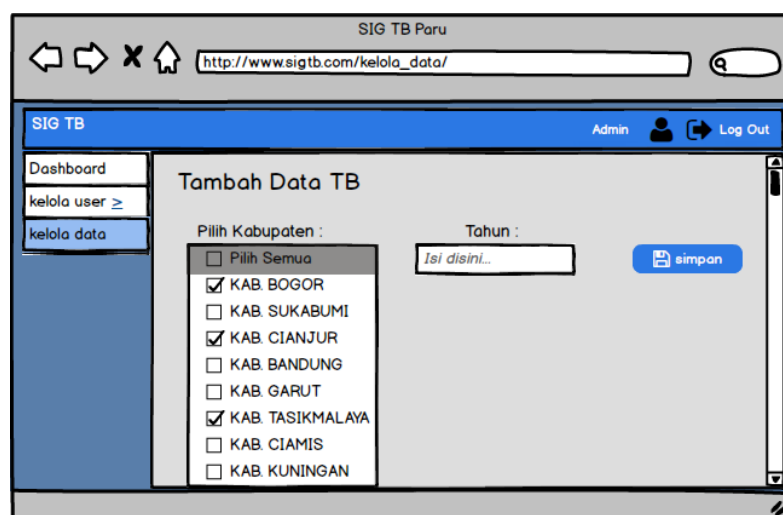 SIG TB Paru
http://www.sigtb.com/kelola_data/
SIG TB
Admin
Log Out
Dashboard
kelola user >
kelola data
Tambah Data TB
Pilih Kabupaten :
Tahun :
Pilih Semua
Isi disini...
simpan
KAB. BOGOR
KAB. SUKABUMI
KAB. CIANJUR
KAB. BANDUNG
KAB. GARUT
KAB. TASIKMALAYA
KAB. CIAMIS
KAB. KUNINGAN